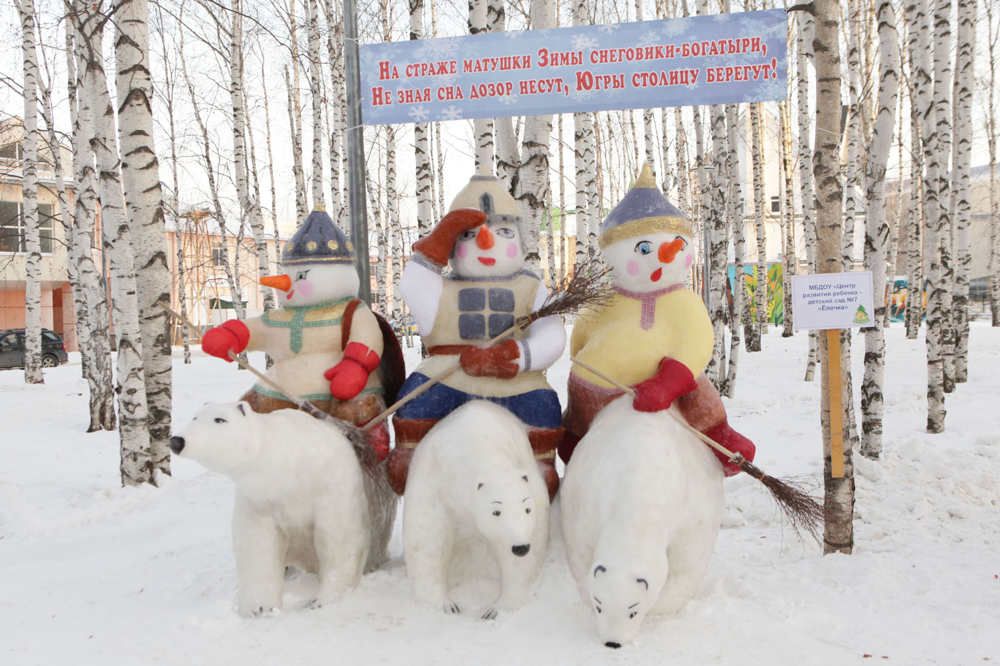 На страже матушки Зимы снеговики-богатыри,
Не зная сна дозор несут, Югры столицу берегут!
МБДОУ «Центр
развития ребенка –
детский сад №7
«Ёлочка»